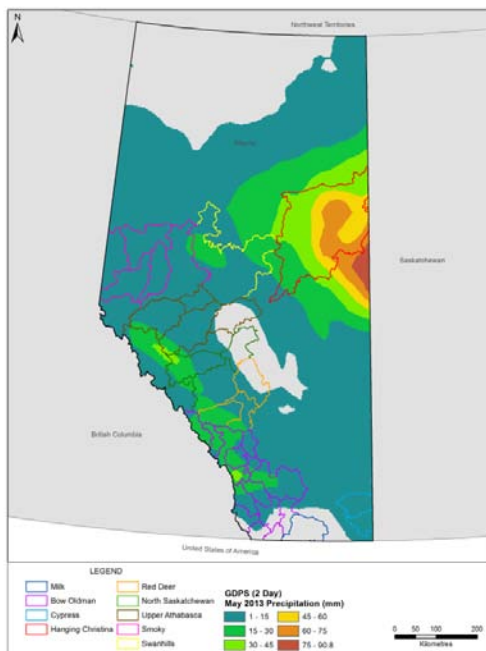 Northwest Territories
N
Alberta
Saskatchewan
British Columbia
United States of America
LEGEND
Milk
Bow Oldman
Cypress
Hanging Christina
Red Deer
North Saskatchewan
Upper Athabasca
Smoky
Swanhills
GDPS (2 Day)
May 2013 Precipitation (mm)
1 - 15
15 - 30
30 - 45
45 - 60
60 - 75
75 - 90.8
0 50 100 200
Kilometres